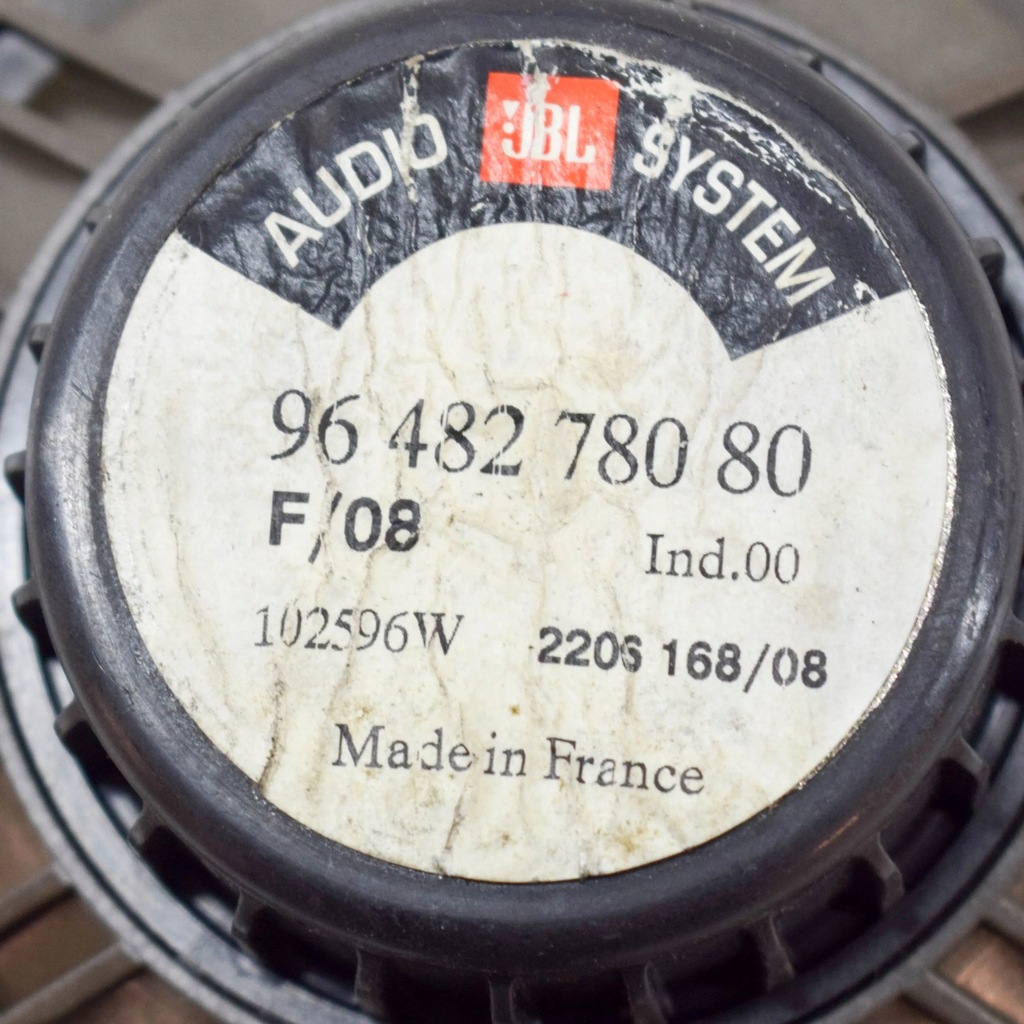 AUDIO JBL SYSTEM
96 482 780 80
F/08
Ind.00
102596W 2206 168/08
Made in France